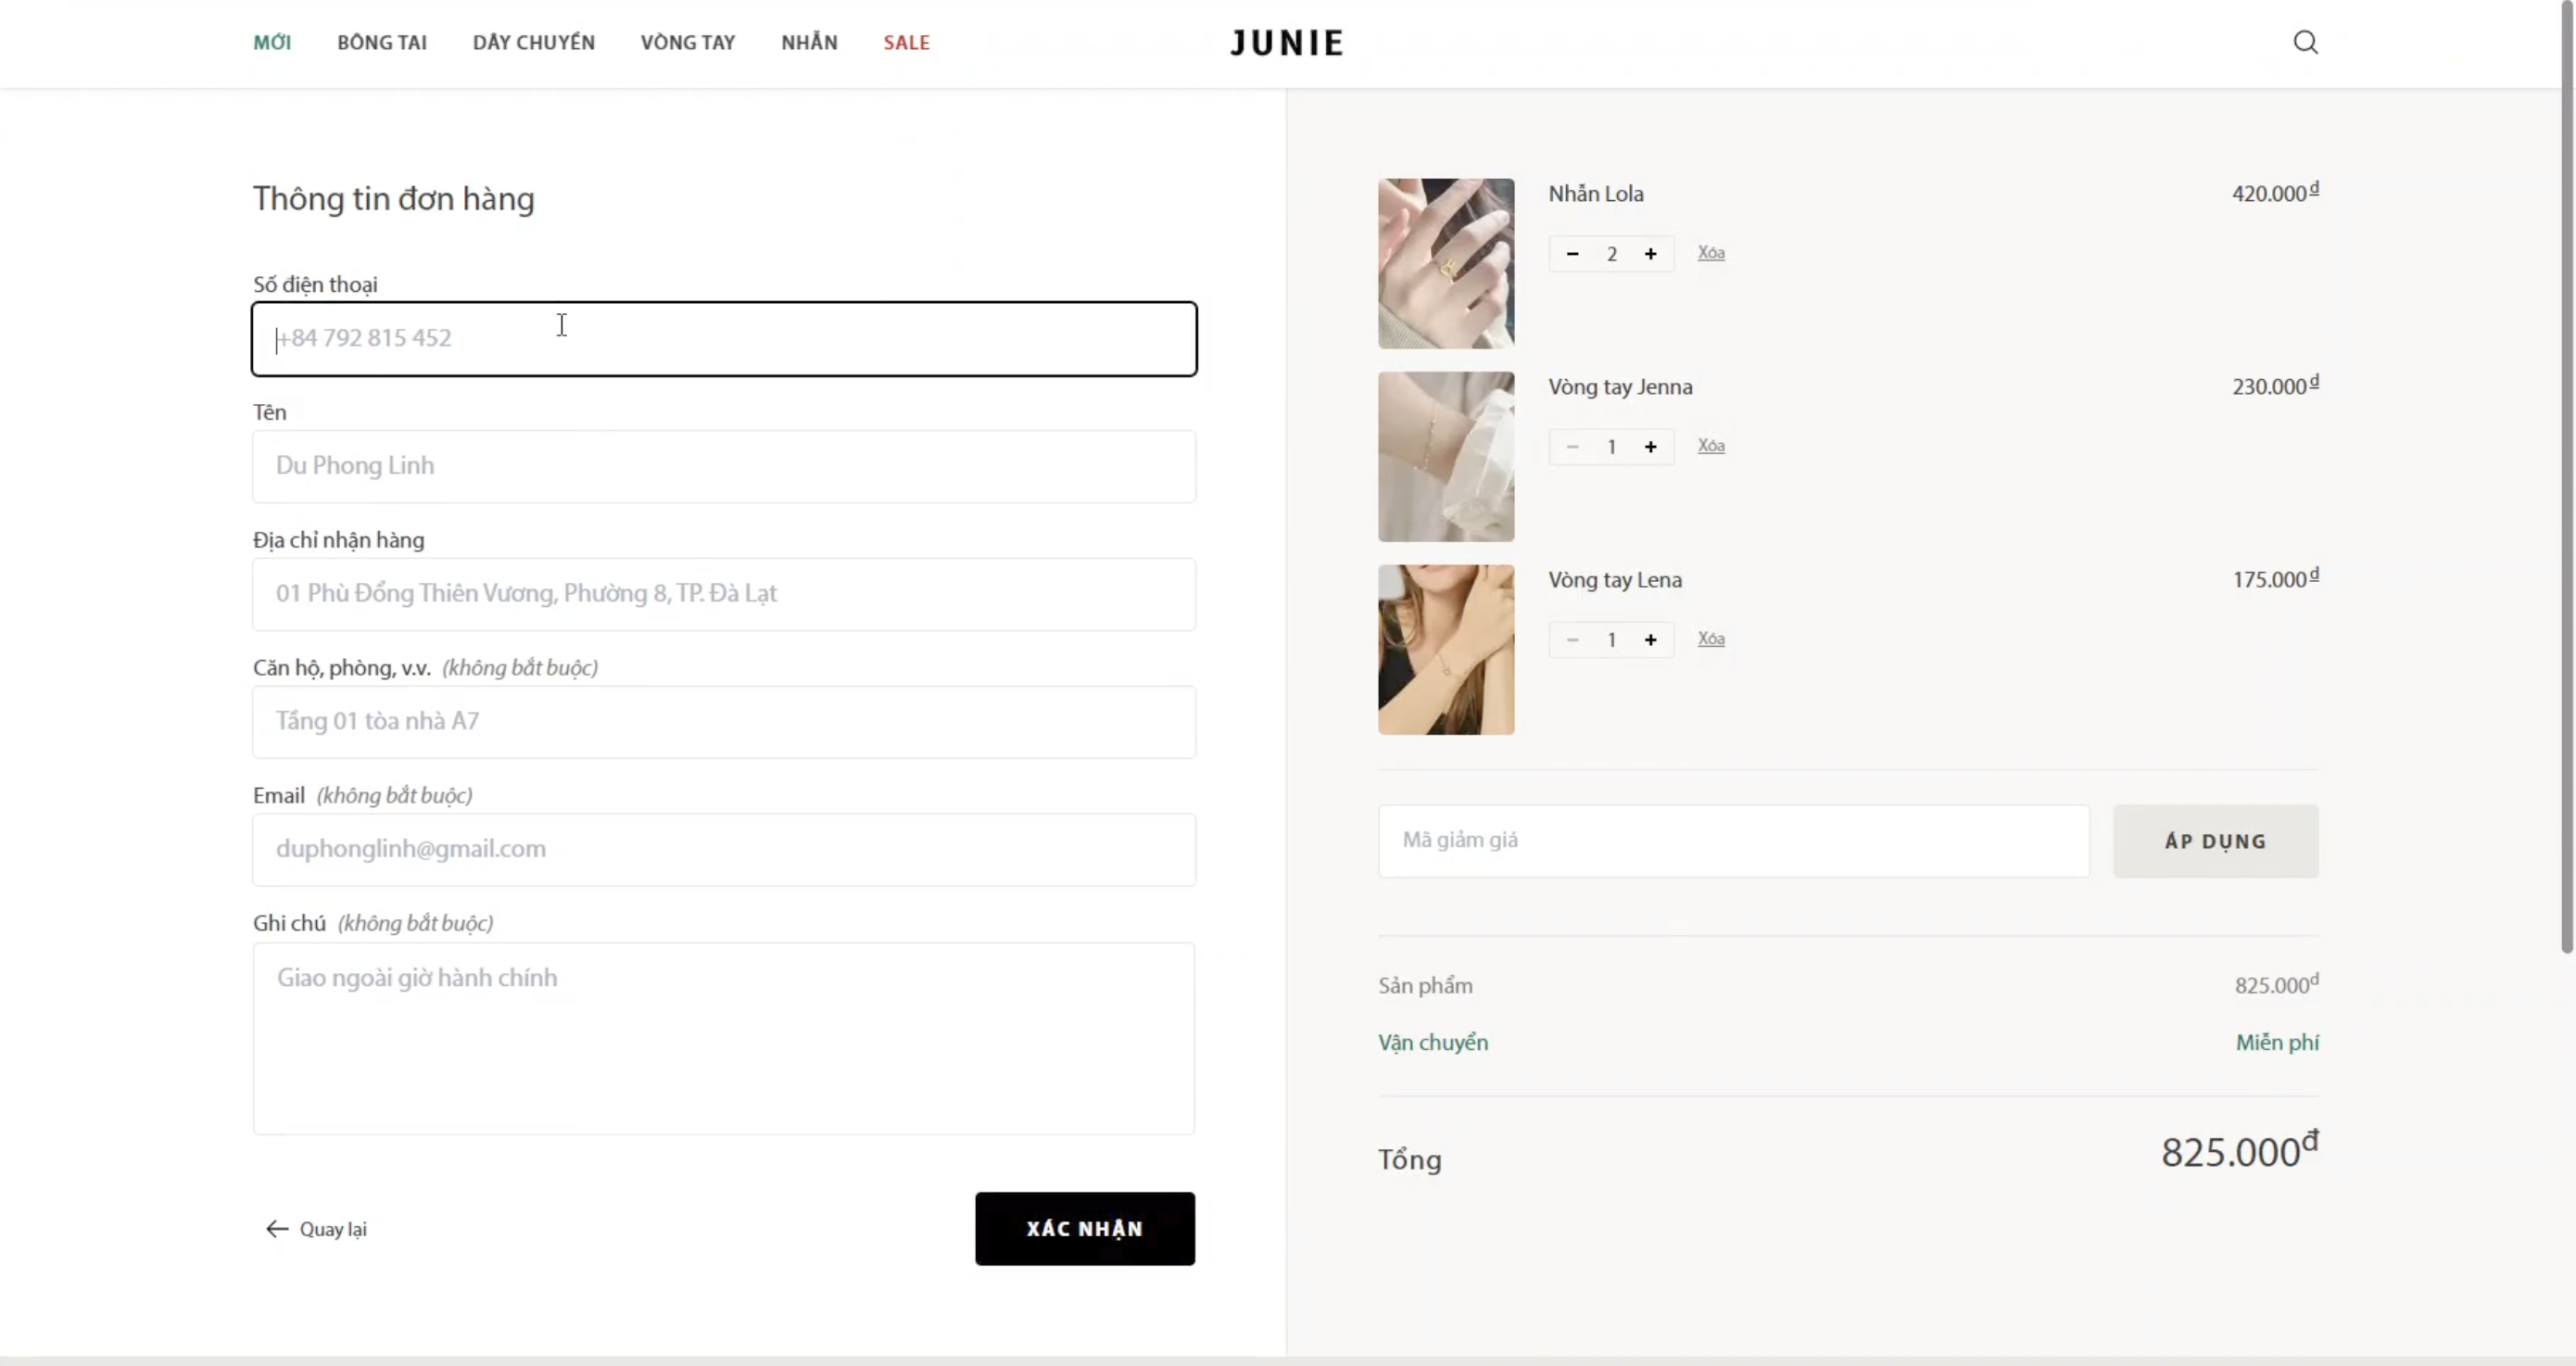 MỚI BÔNG TAI DÂY CHUYỀN VÒNG TAY NHẪN SALE JUNIE
Thông tin đơn hàng
Số điện thoại
+84 792 815 452
Tên
Du Phong Linh
Địa chỉ nhận hàng
01 Phù Đổng Thiên Vương, Phường 8, TP. Đà Lạt
Căn hộ, phòng, v.v. (không bắt buộc)
Tầng 01 tòa nhà A7
Email (không bắt buộc)
duphonglinh@gmail.com
Ghi chú (không bắt buộc)
Giao ngoài giờ hành chính
Quay lại
XÁC NHẬN
Nhẫn Lola 420.000đ
− 2 + Xóa
Vòng tay Jenna 230.000đ
− 1 + Xóa
Vòng tay Lena 175.000đ
− 1 + Xóa
Mã giảm giá ÁP DỤNG
Sản phẩm 825.000đ
Vận chuyển Miễn phí
Tổng 825.000đ